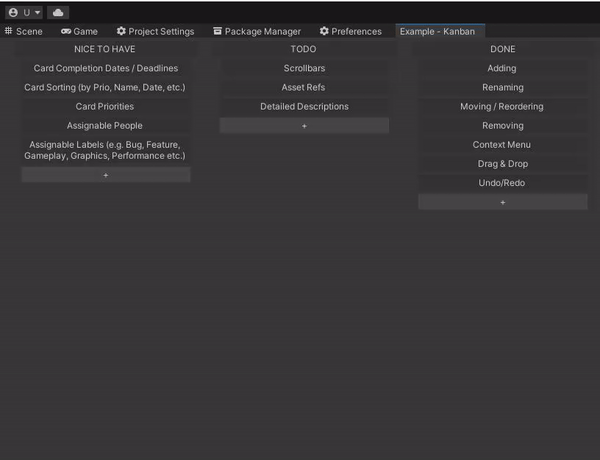 U
Scene Game Project Settings Package Manager Preferences Example - Kanban
NICE TO HAVE
Card Completion Dates / Deadlines
Card Sorting (by Prio, Name, Date, etc.)
Card Priorities
Assignable People
Assignable Labels (e.g. Bug, Feature,
Gameplay, Graphics, Performance etc.)
+
TODO
Scrollbars
Asset Refs
Detailed Descriptions
+
DONE
Adding
Renaming
Moving / Reordering
Removing
Context Menu
Drag & Drop
Undo/Redo
+